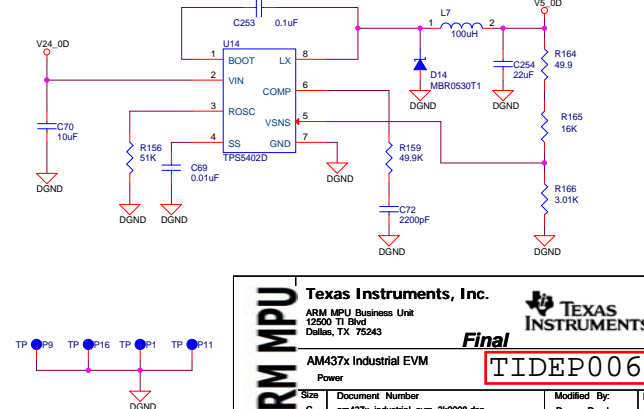 V5_0D
C253 0.1uF
L7
1 2
100uH
V24_0D
U14
1 BOOT LX 8
2 VIN
COMP 6
3 ROSC
VSNS 5
4 SS GND 7
TPS5402D
D14
MBR0530T1
DGND
C254
22uF
DGND
R164
49.9
R165
16K
R166
3.01K
DGND
C70
10uF
DGND
R156
51K
DGND
C69
0.01uF
DGND
DGND
R159
49.9K
C72
2200pF
DGND
TP P9 TP P16 TP P1 TP P11
DGND
ARM MPU
Texas Instruments, Inc.
ARM MPU Business Unit
12500 TI Blvd
Dallas, TX 75243
Final
TEXAS
INSTRUMENTS
AM437x Industrial EVM
Power
TIDEP006
Size Document Number Modified By: